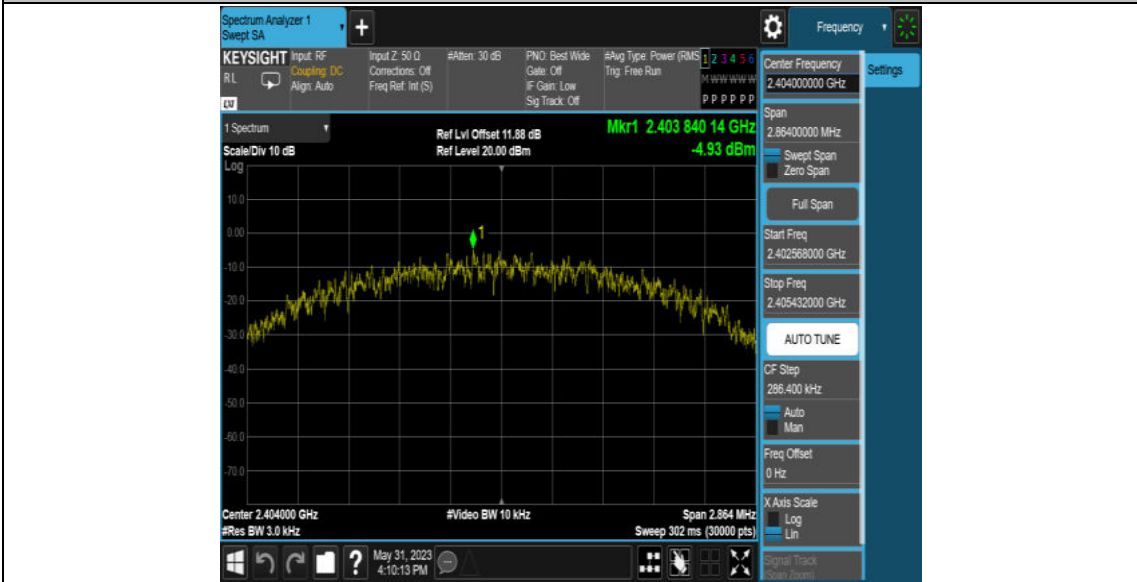 Spectrum Analyzer 1
Swept SA
+
Frequency
KEYSIGHT
RL
LXI
Input: RF
Coupling: DC
Align: Auto
Input Z: 50 Ω
Corrections: Off
Freq Ref: Int (S)
#Atten: 30 dB
PNO: Best Wide
Gate: Off
IF Gain: Low
Sig Track: Off
#Avg Type: Power (RMS
Trig: Free Run
1 2 3 4 5 6
M W W W W W
P P P P P P
Center Frequency
2.404000000 GHz
Settings
Span
2.86400000 MHz
Swept Span
Zero Span
Full Span
Start Freq
2.402568000 GHz
Stop Freq
2.405432000 GHz
AUTO TUNE
CF Step
286.400 kHz
Auto
Man
Freq Offset
0 Hz
X Axis Scale
Log
Lin
Signal Track
(Span Zoom)
1 Spectrum
Scale/Div 10 dB
Log
Ref Lvl Offset 11.88 dB
Ref Level 20.00 dBm
Mkr1 2.403 840 14 GHz
-4.93 dBm
1
10.0
0.00
-10.0
-20.0
-30.0
-40.0
-50.0
-60.0
-70.0
Center 2.404000 GHz
#Res BW 3.0 kHz
#Video BW 10 kHz
Span 2.864 MHz
Sweep 302 ms (30000 pts)
?
May 31, 2023
4:10:13 PM